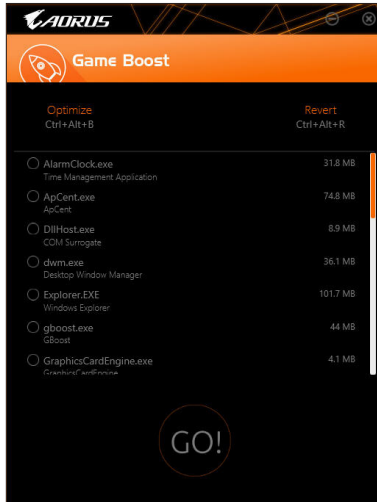 AORUS
Game Boost
Optimize Revert
Ctrl+Alt+B Ctrl+Alt+R
AlarmClock.exe 31.8 MB
Time Management Application
ApCent.exe 74.8 MB
ApCent
DllHost.exe 8.9 MB
COM Surrogate
dwm.exe 36.1 MB
Desktop Window Manager
Explorer.EXE 101.7 MB
Windows Explorer
gboost.exe 44 MB
GBoost
GraphicsCardEngine.exe 4.1 MB
GraphicsCardEngine
GO!